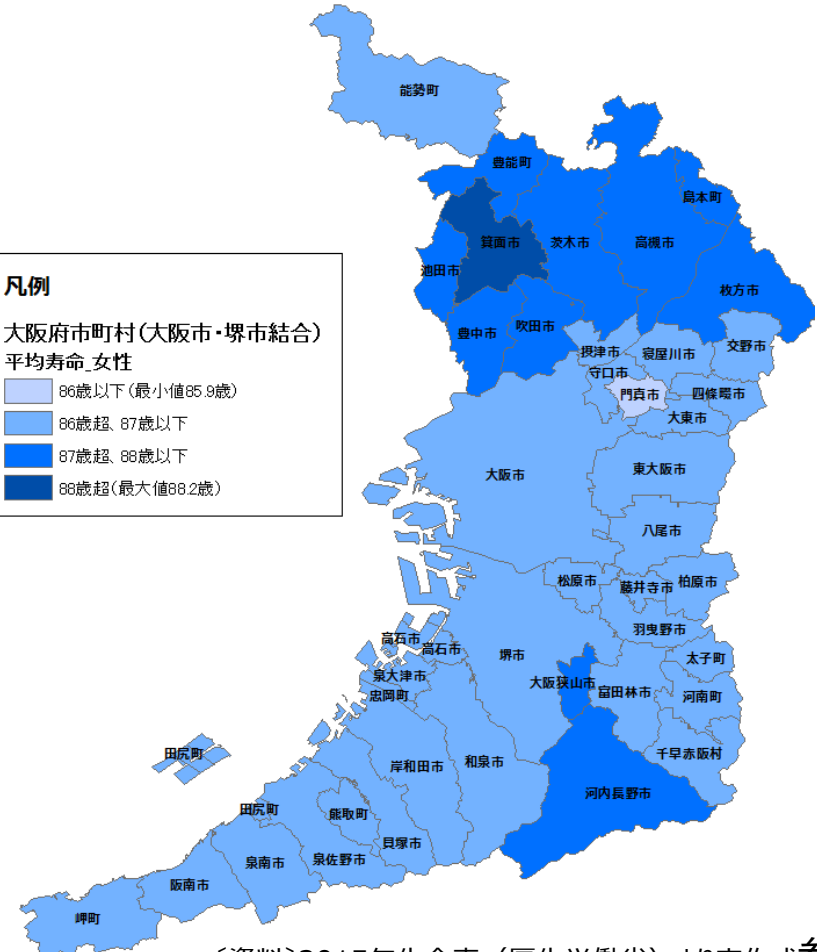 能勢町
豊能町
島本町
箕面市
茨木市
高槻市
池田市
枚方市
豊中市
吹田市
摂津市
寝屋川市
交野市
守口市
門真市
四條畷市
大東市
大阪市
東大阪市
八尾市
松原市
藤井寺市
柏原市
羽曳野市
高石市
高石市
堺市
太子町
泉大津市
大阪狭山市
富田林市
河南町
忠岡町
田尻町
岸和田市
和泉市
千早赤阪村
河内長野市
田尻町
熊取町
貝塚市
泉南市
泉佐野市
阪南市
岬町
凡例
大阪府市町村(大阪市・堺市結合)
平均寿命_女性
86歳以下(最小値85.9歳)
86歳超、87歳以下
87歳超、88歳以下
88歳超(最大値88.2歳)